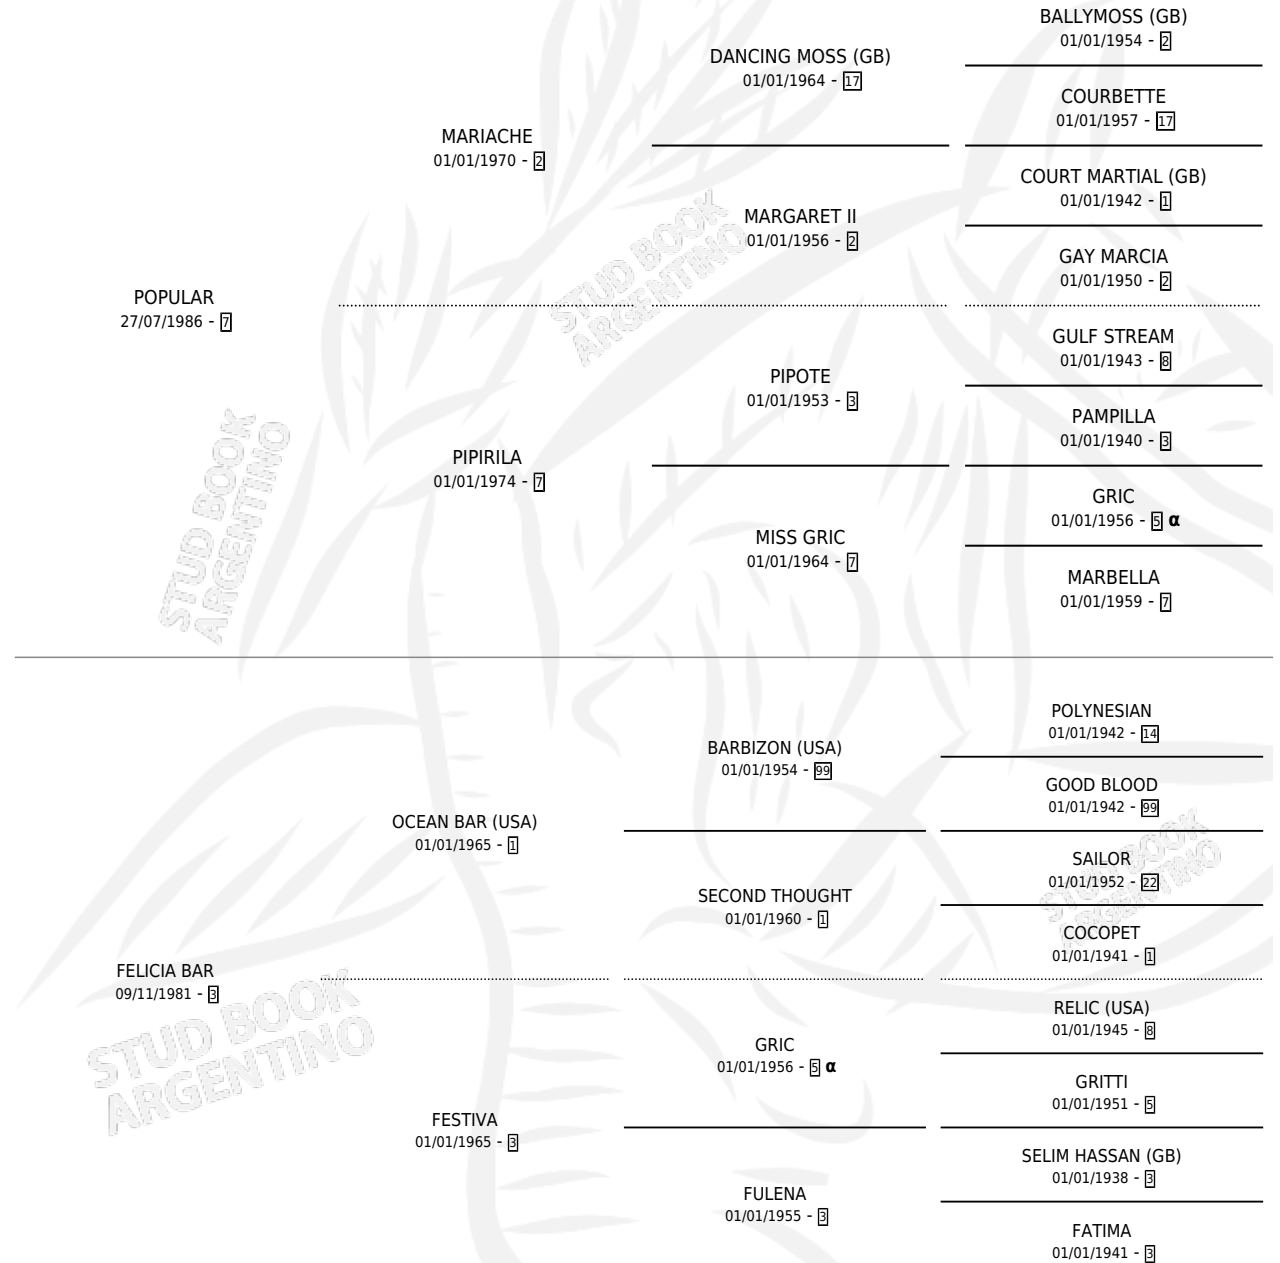 BALLYMOSS (GB)
01/01/1954 - 2
DANCING MOSS (GB)
01/01/1964 - 17
COURBETTE
01/01/1957 - 17
MARIACHE
01/01/1970 - 2
COURT MARTIAL (GB)
01/01/1942 - 1
MARGARET II
01/01/1956 - 2
GAY MARCIA
01/01/1950 - 2
POPULAR
27/07/1986 - 7
GULF STREAM
01/01/1943 - 8
PIPOTE
01/01/1953 - 3
PAMPILLA
01/01/1940 - 3
PIPIRILA
01/01/1974 - 7
GRIC
01/01/1956 - 5 α
MISS GRIC
01/01/1964 - 7
MARBELLA
01/01/1959 - 7
STUD BOOK
ARGENTINO
STUD BOOK
ARGENTINO
POLYNESIAN
01/01/1942 - 14
BARBIZON (USA)
01/01/1954 - 99
GOOD BLOOD
01/01/1942 - 99
OCEAN BAR (USA)
01/01/1965 - 1
SAILOR
01/01/1952 - 22
SECOND THOUGHT
01/01/1960 - 1
COCOPET
01/01/1941 - 1
FELICIA BAR
09/11/1981 - 3
RELIC (USA)
01/01/1945 - 8
GRIC
01/01/1956 - 5 α
GRITTI
01/01/1951 - 5
FESTIVA
01/01/1965 - 3
SELIM HASSAN (GB)
01/01/1938 - 3
FULENA
01/01/1955 - 3
FATIMA
01/01/1941 - 3
STUD BOOK
ARGENTINO
STUD BOOK
ARGENTINO